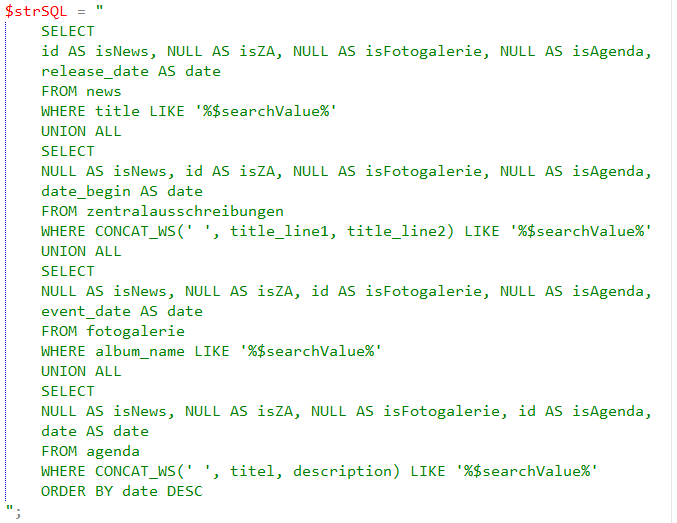 $strSQL = "
SELECT
id AS isNews, NULL AS isZA, NULL AS isFotogalerie, NULL AS isAgenda,
release_date AS date
FROM news
WHERE title LIKE '%$searchValue%'
UNION ALL
SELECT
NULL AS isNews, id AS isZA, NULL AS isFotogalerie, NULL AS isAgenda,
date_begin AS date
FROM zentralausschreibungen
WHERE CONCAT_WS(' ', title_line1, title_line2) LIKE '%$searchValue%'
UNION ALL
SELECT
NULL AS isNews, NULL AS isZA, id AS isFotogalerie, NULL AS isAgenda,
event_date AS date
FROM fotogalerie
WHERE album_name LIKE '%$searchValue%'
UNION ALL
SELECT
NULL AS isNews, NULL AS isZA, NULL AS isFotogalerie, id AS isAgenda,
date AS date
FROM agenda
WHERE CONCAT_WS(' ', titel, description) LIKE '%$searchValue%'
ORDER BY date DESC
";